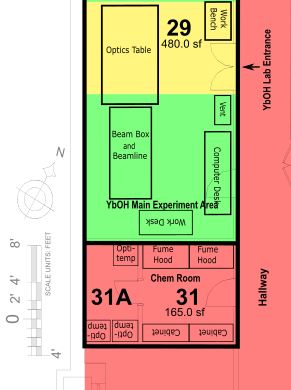 Work
Bench
29
480.0 sf
Optics Table
YbOH Lab Entrance
Vent
Beam Box
and
Beamline
Computer Desk
YbOH Main Experiment Area
Work Desk
N
Opti-
temp
Fume
Hood
Fume
Hood
Chem Room
31A
31
165.0 sf
Hallway
Opti-
temp
Opti-
temp
Cabinet
Cabinet
0 2' 4' 8'
SCALE UNITS: FEET
4'